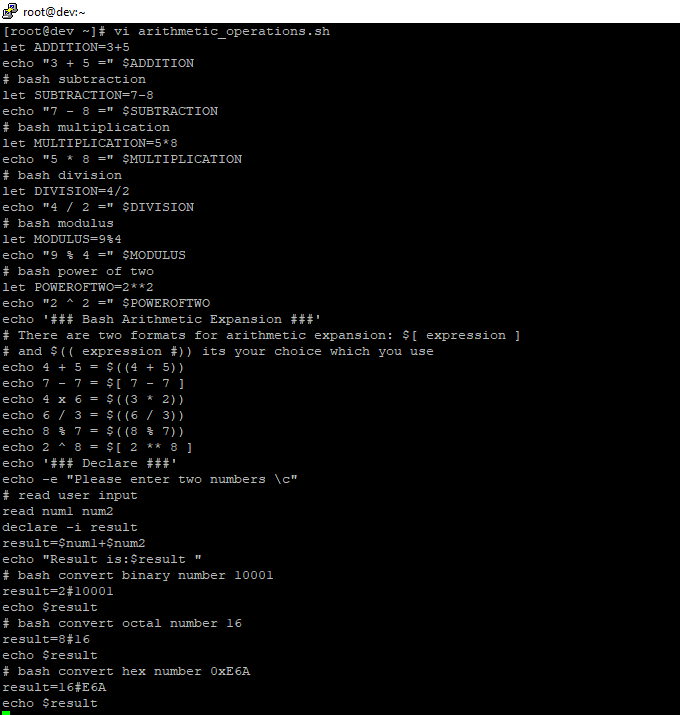 root@dev:~
[root@dev ~]# vi arithmetic_operations.sh
let ADDITION=3+5
echo "3 + 5 =" $ADDITION
# bash subtraction
let SUBTRACTION=7-8
echo "7 - 8 =" $SUBTRACTION
# bash multiplication
let MULTIPLICATION=5*8
echo "5 * 8 =" $MULTIPLICATION
# bash division
let DIVISION=4/2
echo "4 / 2 =" $DIVISION
# bash modulus
let MODULUS=9%4
echo "9 % 4 =" $MODULUS
# bash power of two
let POWEROFTWO=2**2
echo "2 ^ 2 =" $POWEROFTWO
echo '### Bash Arithmetic Expansion ###'
# There are two formats for arithmetic expansion: $[ expression ]
# and $(( expression #)) its your choice which you use
echo 4 + 5 = $((4 + 5))
echo 7 - 7 = $[ 7 - 7 ]
echo 4 x 6 = $((3 * 2))
echo 6 / 3 = $((6 / 3))
echo 8 % 7 = $((8 % 7))
echo 2 ^ 8 = $[ 2 ** 8 ]
echo '### Declare ###'
echo -e "Please enter two numbers \c"
# read user input
read num1 num2
declare -i result
result=$num1+$num2
echo "Result is:$result "
# bash convert binary number 10001
result=2#10001
echo $result
# bash convert octal number 16
result=8#16
echo $result
# bash convert hex number 0xE6A
result=16#E6A
echo $result